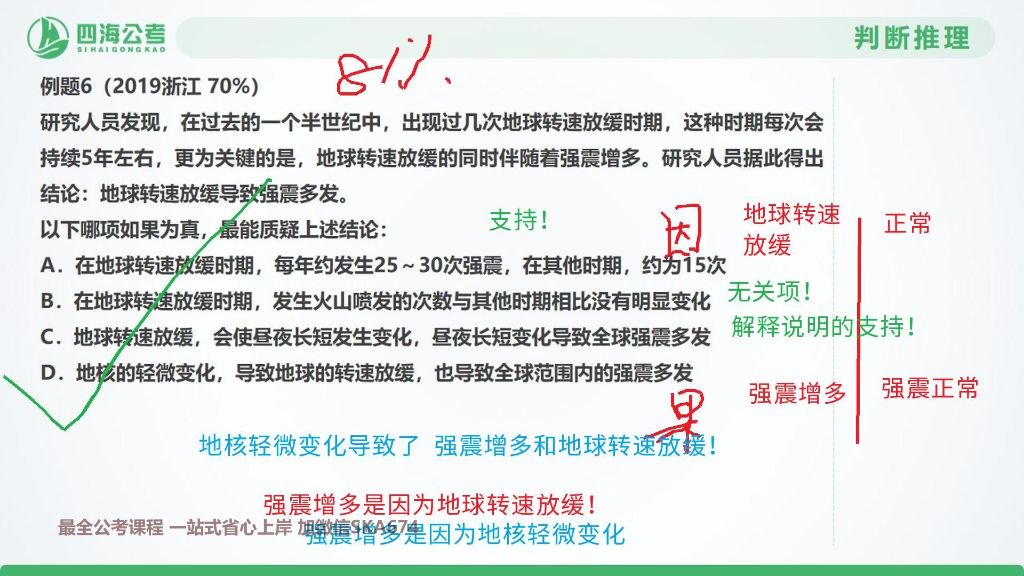 四海公考
SIHAIGONGKAO
判断推理
例题6（2019浙江 70%）
81%.
研究人员发现，在过去的一个半世纪中，出现过几次地球转速放缓时期，这种时期每次会
持续5年左右，更为关键的是，地球转速放缓的同时伴随着强震增多。研究人员据此得出
结论：地球转速放缓导致强震多发。
以下哪项如果为真，最能质疑上述结论：
支持！
因
地球转速
放缓
正常
A．在地球转速放缓时期，每年约发生25～30次强震，在其他时期，约为15次
B．在地球转速放缓时期，发生火山喷发的次数与其他时期相比没有明显变化
无关项！
C．地球转速放缓，会使昼夜长短发生变化，昼夜长短变化导致全球强震多发
解释说明的支持！
D．地核的轻微变化，导致地球的转速放缓，也导致全球范围内的强震多发
果
强震增多
强震正常
地核轻微变化导致了 强震增多和地球转速放缓！
强震增多是因为地球转速放缓！
最全公考课程 一站式省心上岸 加微信SKA674
强震增多是因为地核轻微变化